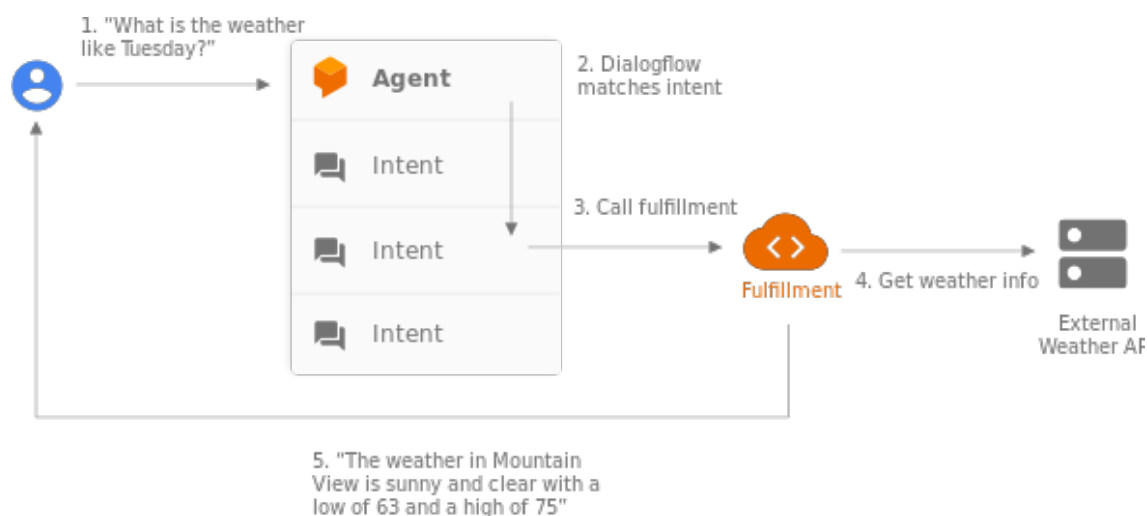 1. "What is the weather
like Tuesday?"
Agent
2. Dialogflow
matches intent
Intent
3. Call fulfillment
Intent
Fulfillment
4. Get weather info
Intent
External
Weather AP
5. "The weather in Mountain
View is sunny and clear with a
low of 63 and a high of 75"